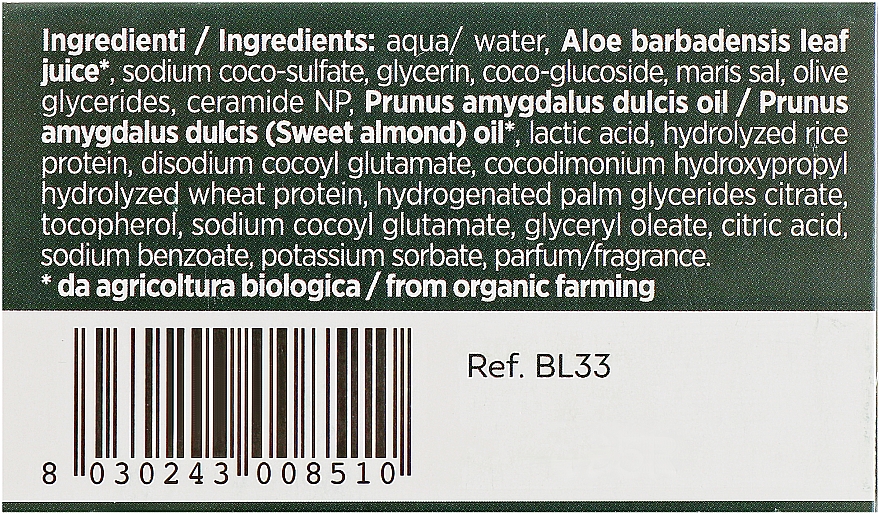 Ingredienti / Ingredients: aqua/ water, Aloe barbadensis leaf
juice*, sodium coco-sulfate, glycerin, coco-glucoside, maris sal, olive
glycerides, ceramide NP, Prunus amygdalus dulcis oil / Prunus
amygdalus dulcis (Sweet almond) oil*, lactic acid, hydrolyzed rice
protein, disodium cocoyl glutamate, cocodimonium hydroxypropyl
hydrolyzed wheat protein, hydrogenated palm glycerides citrate,
tocopherol, sodium cocoyl glutamate, glyceryl oleate, citric acid,
sodium benzoate, potassium sorbate, parfum/fragrance.
* da agricoltura biologica / from organic farming
Ref. BL33
8 030243 008510